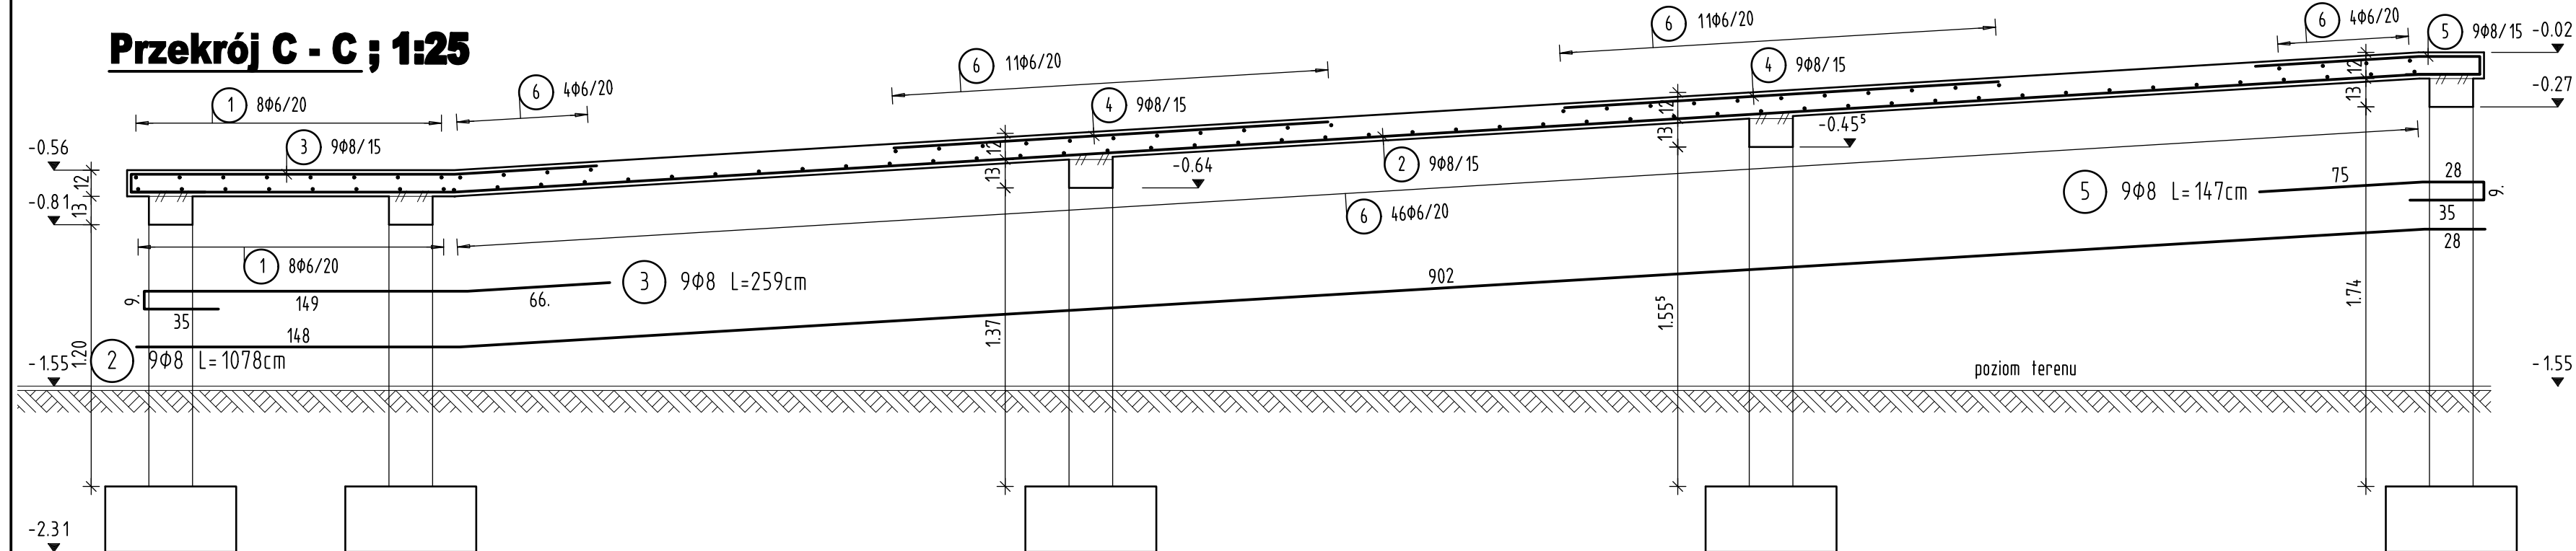 Przekrój C - C ; 1:25
6 11Φ6/20
6 4Φ6/20
5 9Φ8/15
-0.02
6 11Φ6/20
4 9Φ8/15
12
13
-0.27
6 4Φ6/20
1 8Φ6/20
4 9Φ8/15
12
13
-0.45⁵
3 9Φ8/15
12
13
-0.64
2 9Φ8/15
-0.56
12
13
-0.81
6 46Φ6/20
5 9Φ8 L=147cm
75
28
9.
35
28
1 8Φ6/20
3 9Φ8 L=259cm
9.
149
66.
35
902
148
2 9Φ8 L=1078cm
1.20
1.37
1.55⁵
1.74
-1.55
poziom terenu
-1.55
-2.31